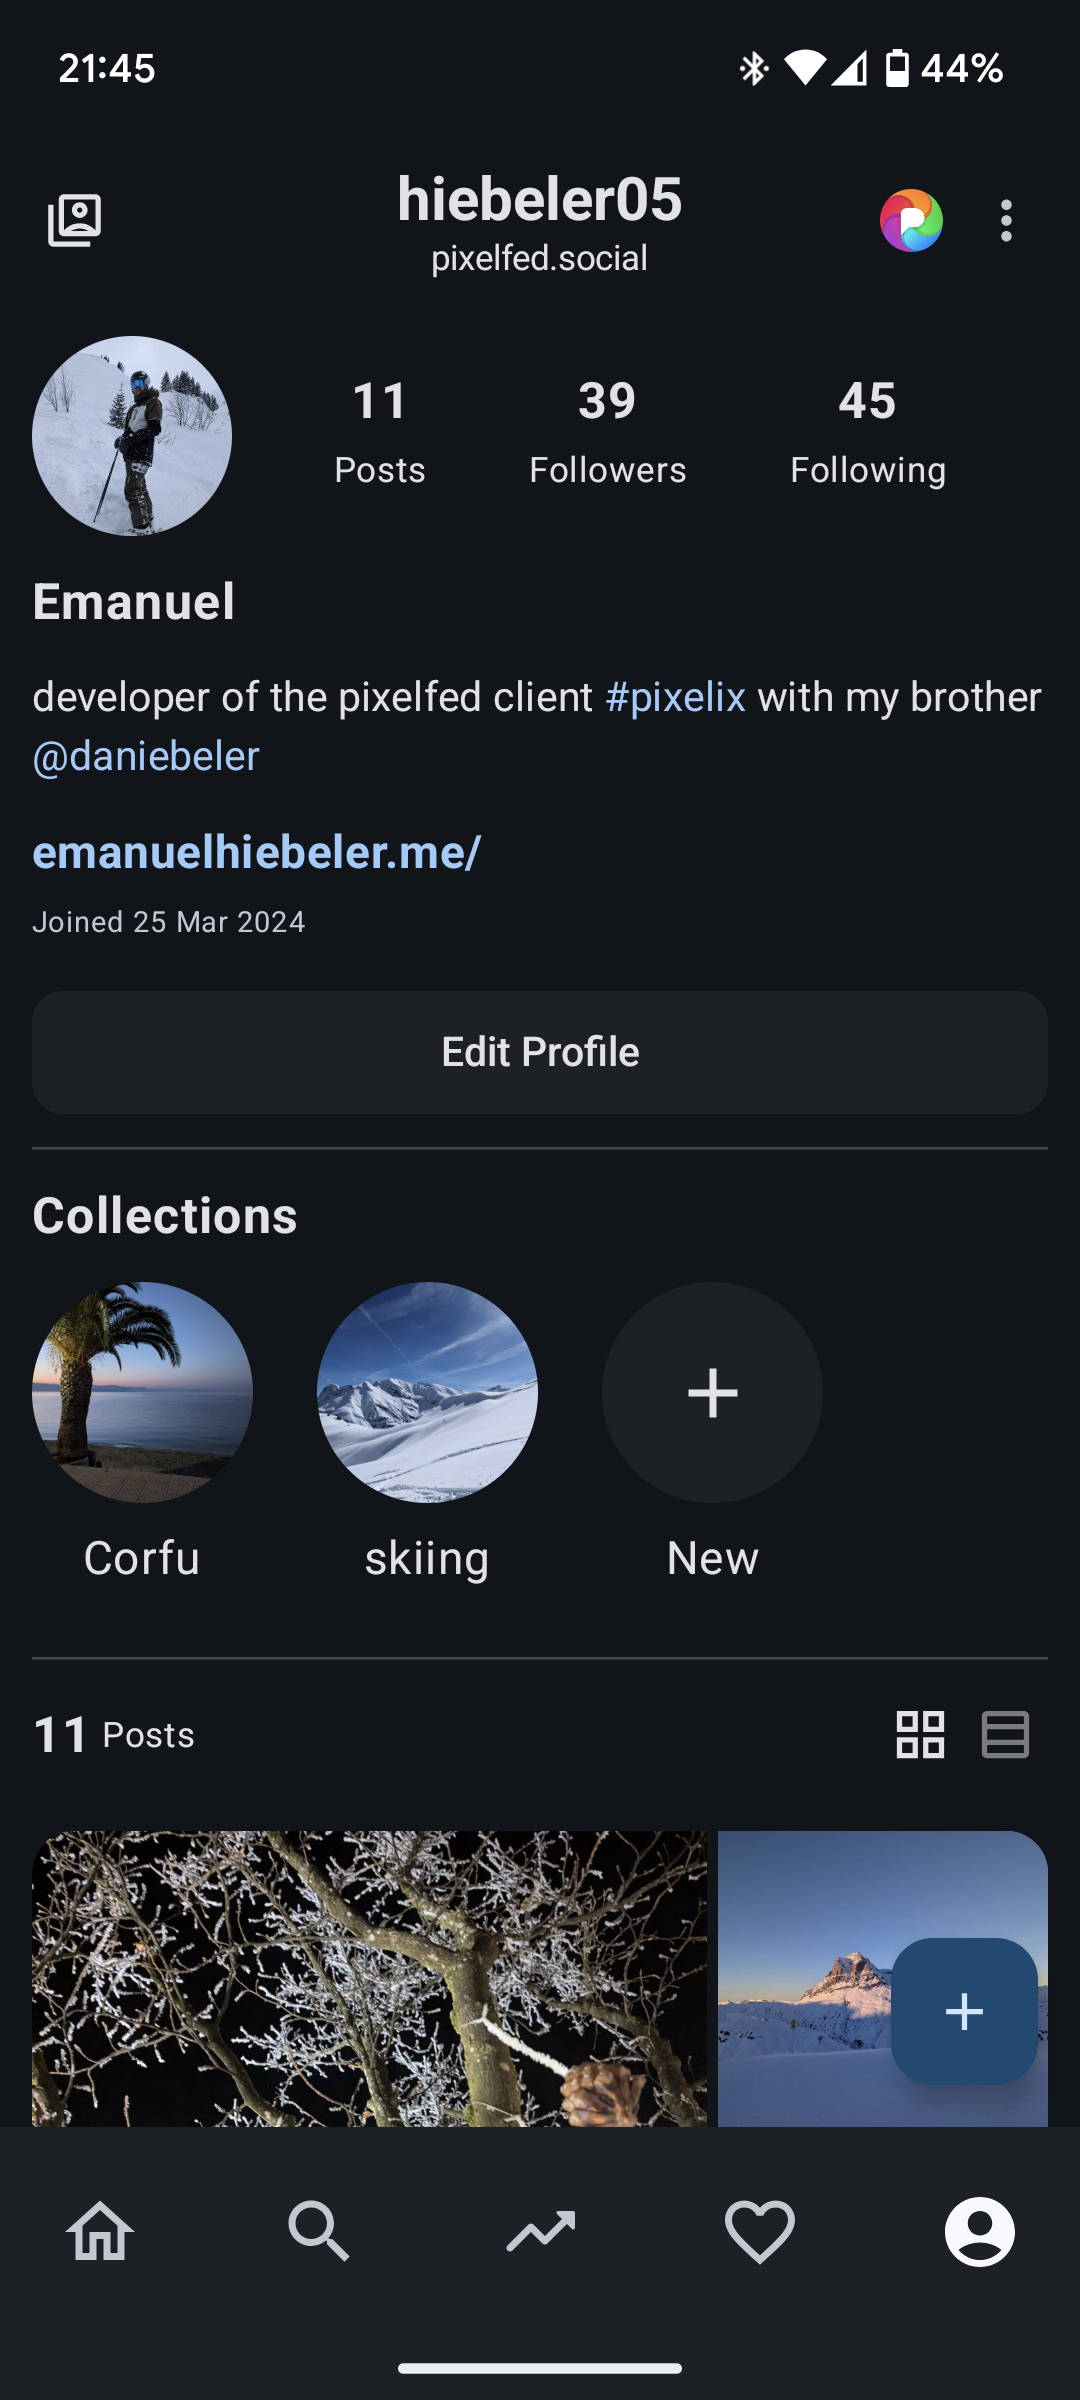 21:45
44%
hiebeler05
pixelfed.social
11 39 45
Posts Followers Following
Emanuel
developer of the pixelfed client #pixelix with my brother
@daniebeler
emanuelhiebeler.me/
Joined 25 Mar 2024
Edit Profile
Collections
Corfu skiing New
11 Posts